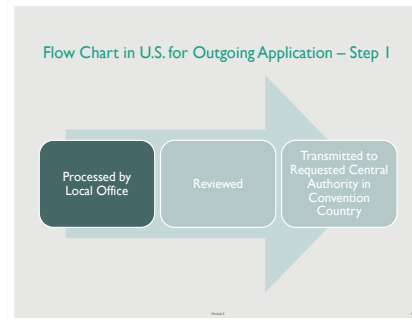 Flow Chart in U.S. for Outgoing Application – Step 1
Processed by
Local Office
Reviewed
Transmitted to
Requested Central
Authority in
Convention
Country